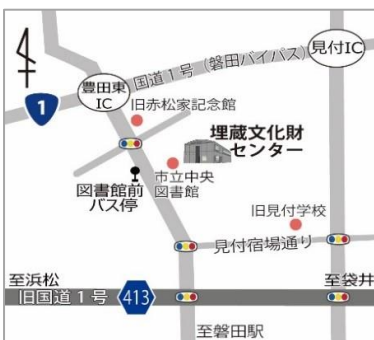 見付IC
国道1号（磐田バイパス）
豊田東
IC
1
旧赤松家記念館
埋蔵文化財
センター
図書館前
バス停
市立中央
図書館
旧見付学校
見付宿場通り
至浜松
至袋井
旧国道1号
413
至磐田駅